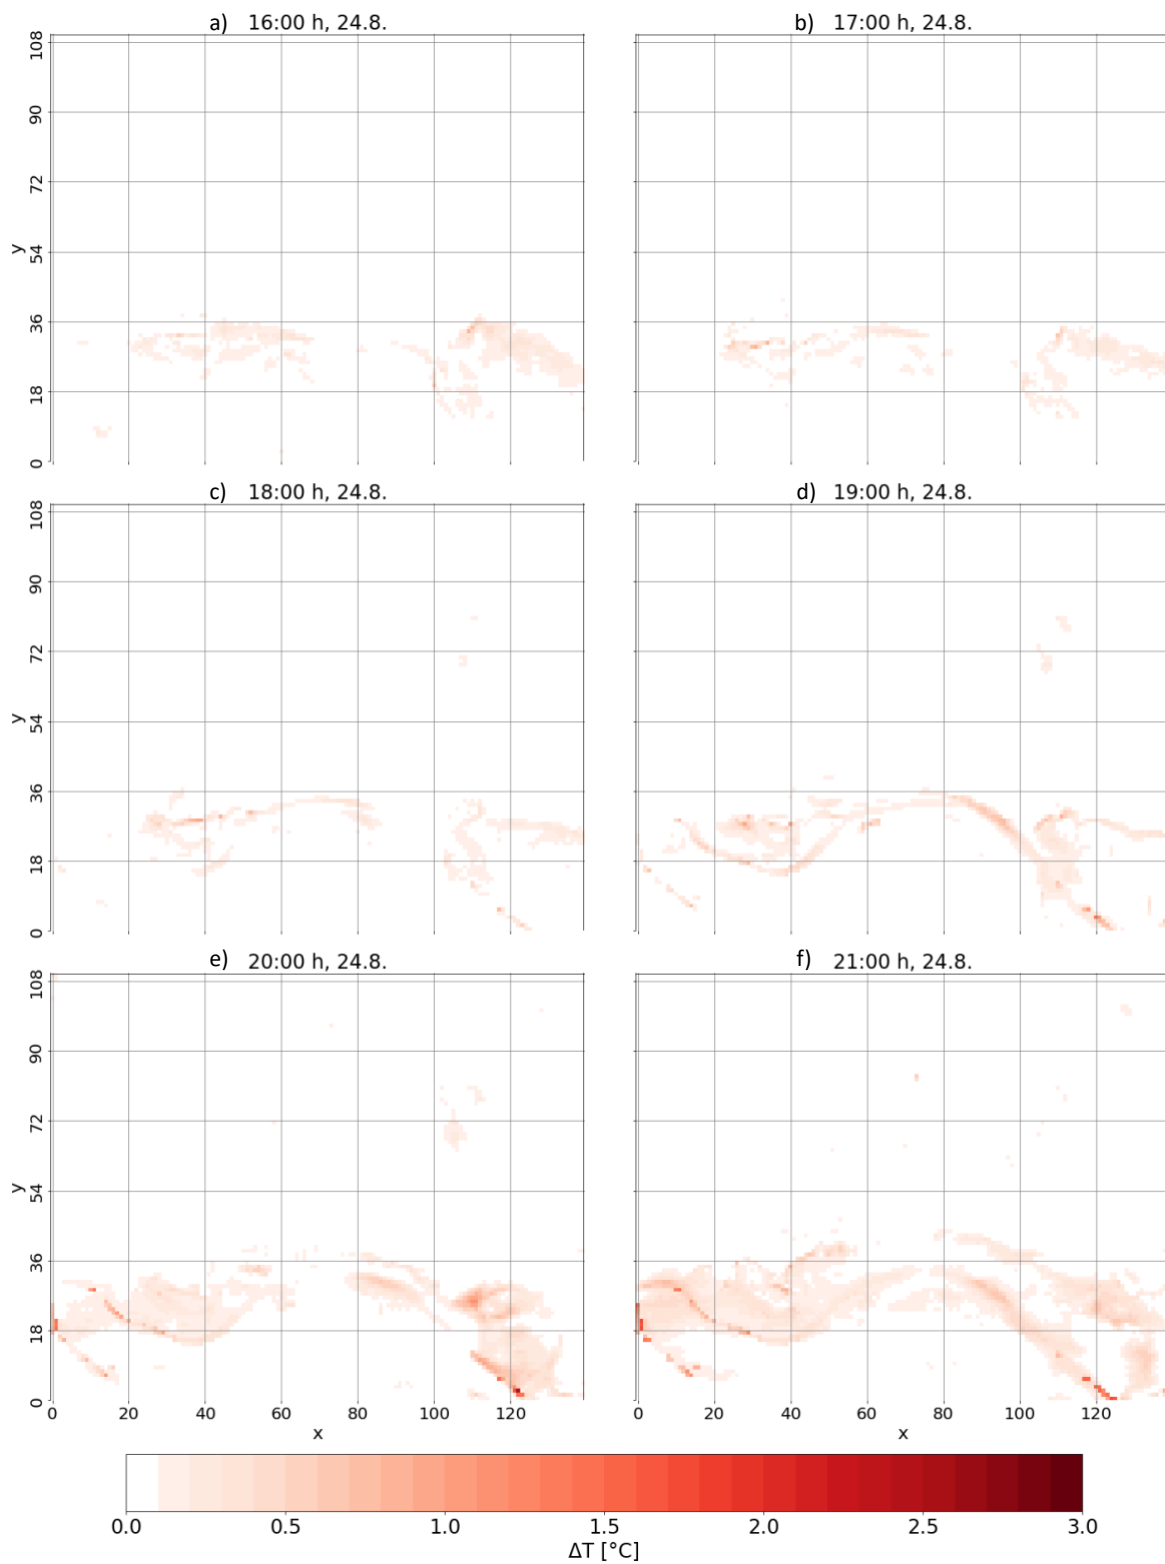 a) 16:00 h, 24.8.
b) 17:00 h, 24.8.
108
90
72
54
36
18
0
y
c) 18:00 h, 24.8.
d) 19:00 h, 24.8.
108
90
72
54
36
18
0
y
e) 20:00 h, 24.8.
f) 21:00 h, 24.8.
108
90
72
54
36
18
0
y
0 20 40 60 80 100 120
x
0 20 40 60 80 100 120
x
0.0 0.5 1.0 1.5 2.0 2.5 3.0
ΔT [°C]